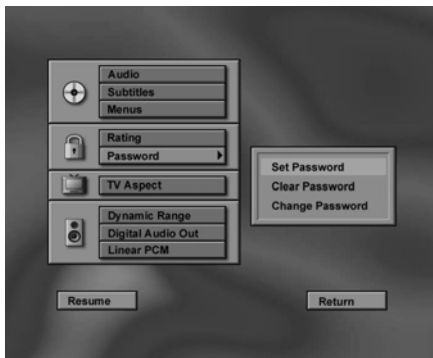 Audio
Subtitles
Menus
Rating
Password
TV Aspect
Dynamic Range
Digital Audio Out
Linear PCM
Set Password
Clear Password
Change Password
Resume
Return